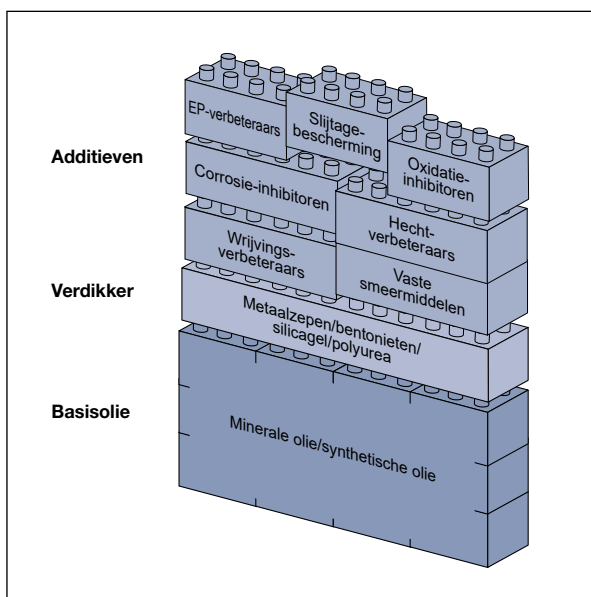 EP-verbeteraars
Slijtage-
bescherming
Oxidatie-
inhibitoren
Additieven
Corrosie-inhibitoren
Hecht-
verbeteraars
Wrijvings-
verbeteraars
Vaste
smeermiddelen
Verdikker
Metaalzepen/bentonieten/
silicagel/polyurea
Basisolie
Minerale olie/synthetische olie